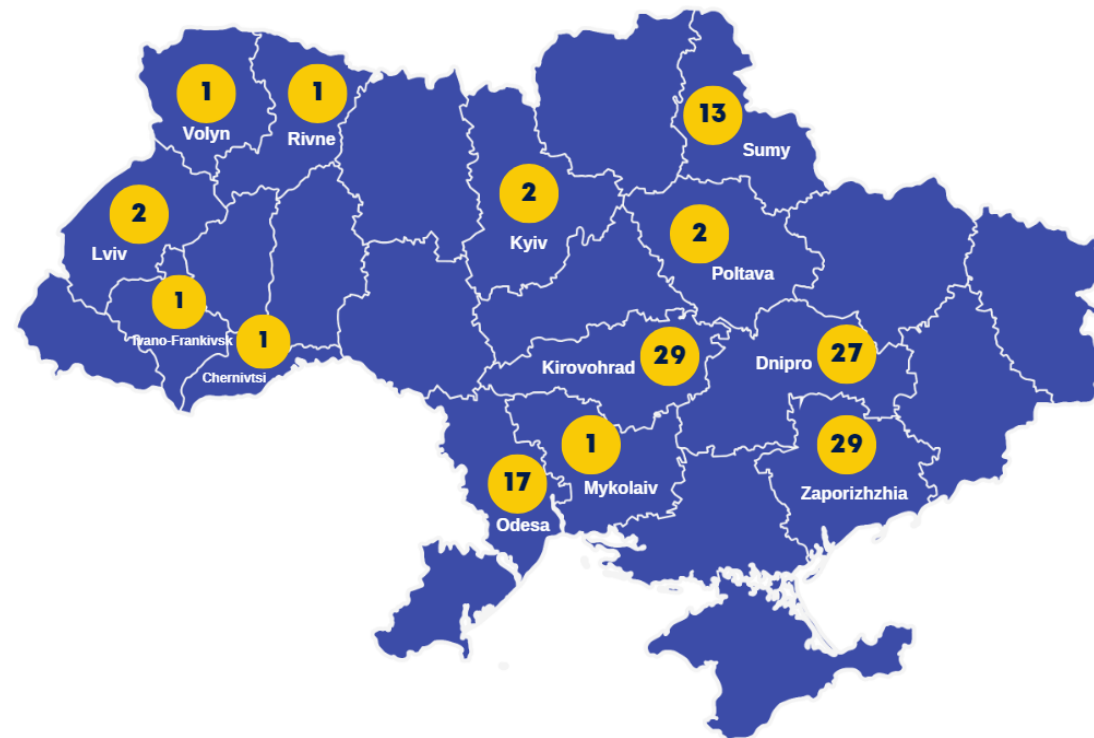 1
Volyn
1
Rivne
13
Sumy
2
Lviv
2
Kyiv
2
Poltava
1
Ivano-Frankivsk
1
Chernivtsi
Kirovohrad 29
Dnipro 27
1
Mykolaiv
29
Zaporizhzhia
17
Odesa